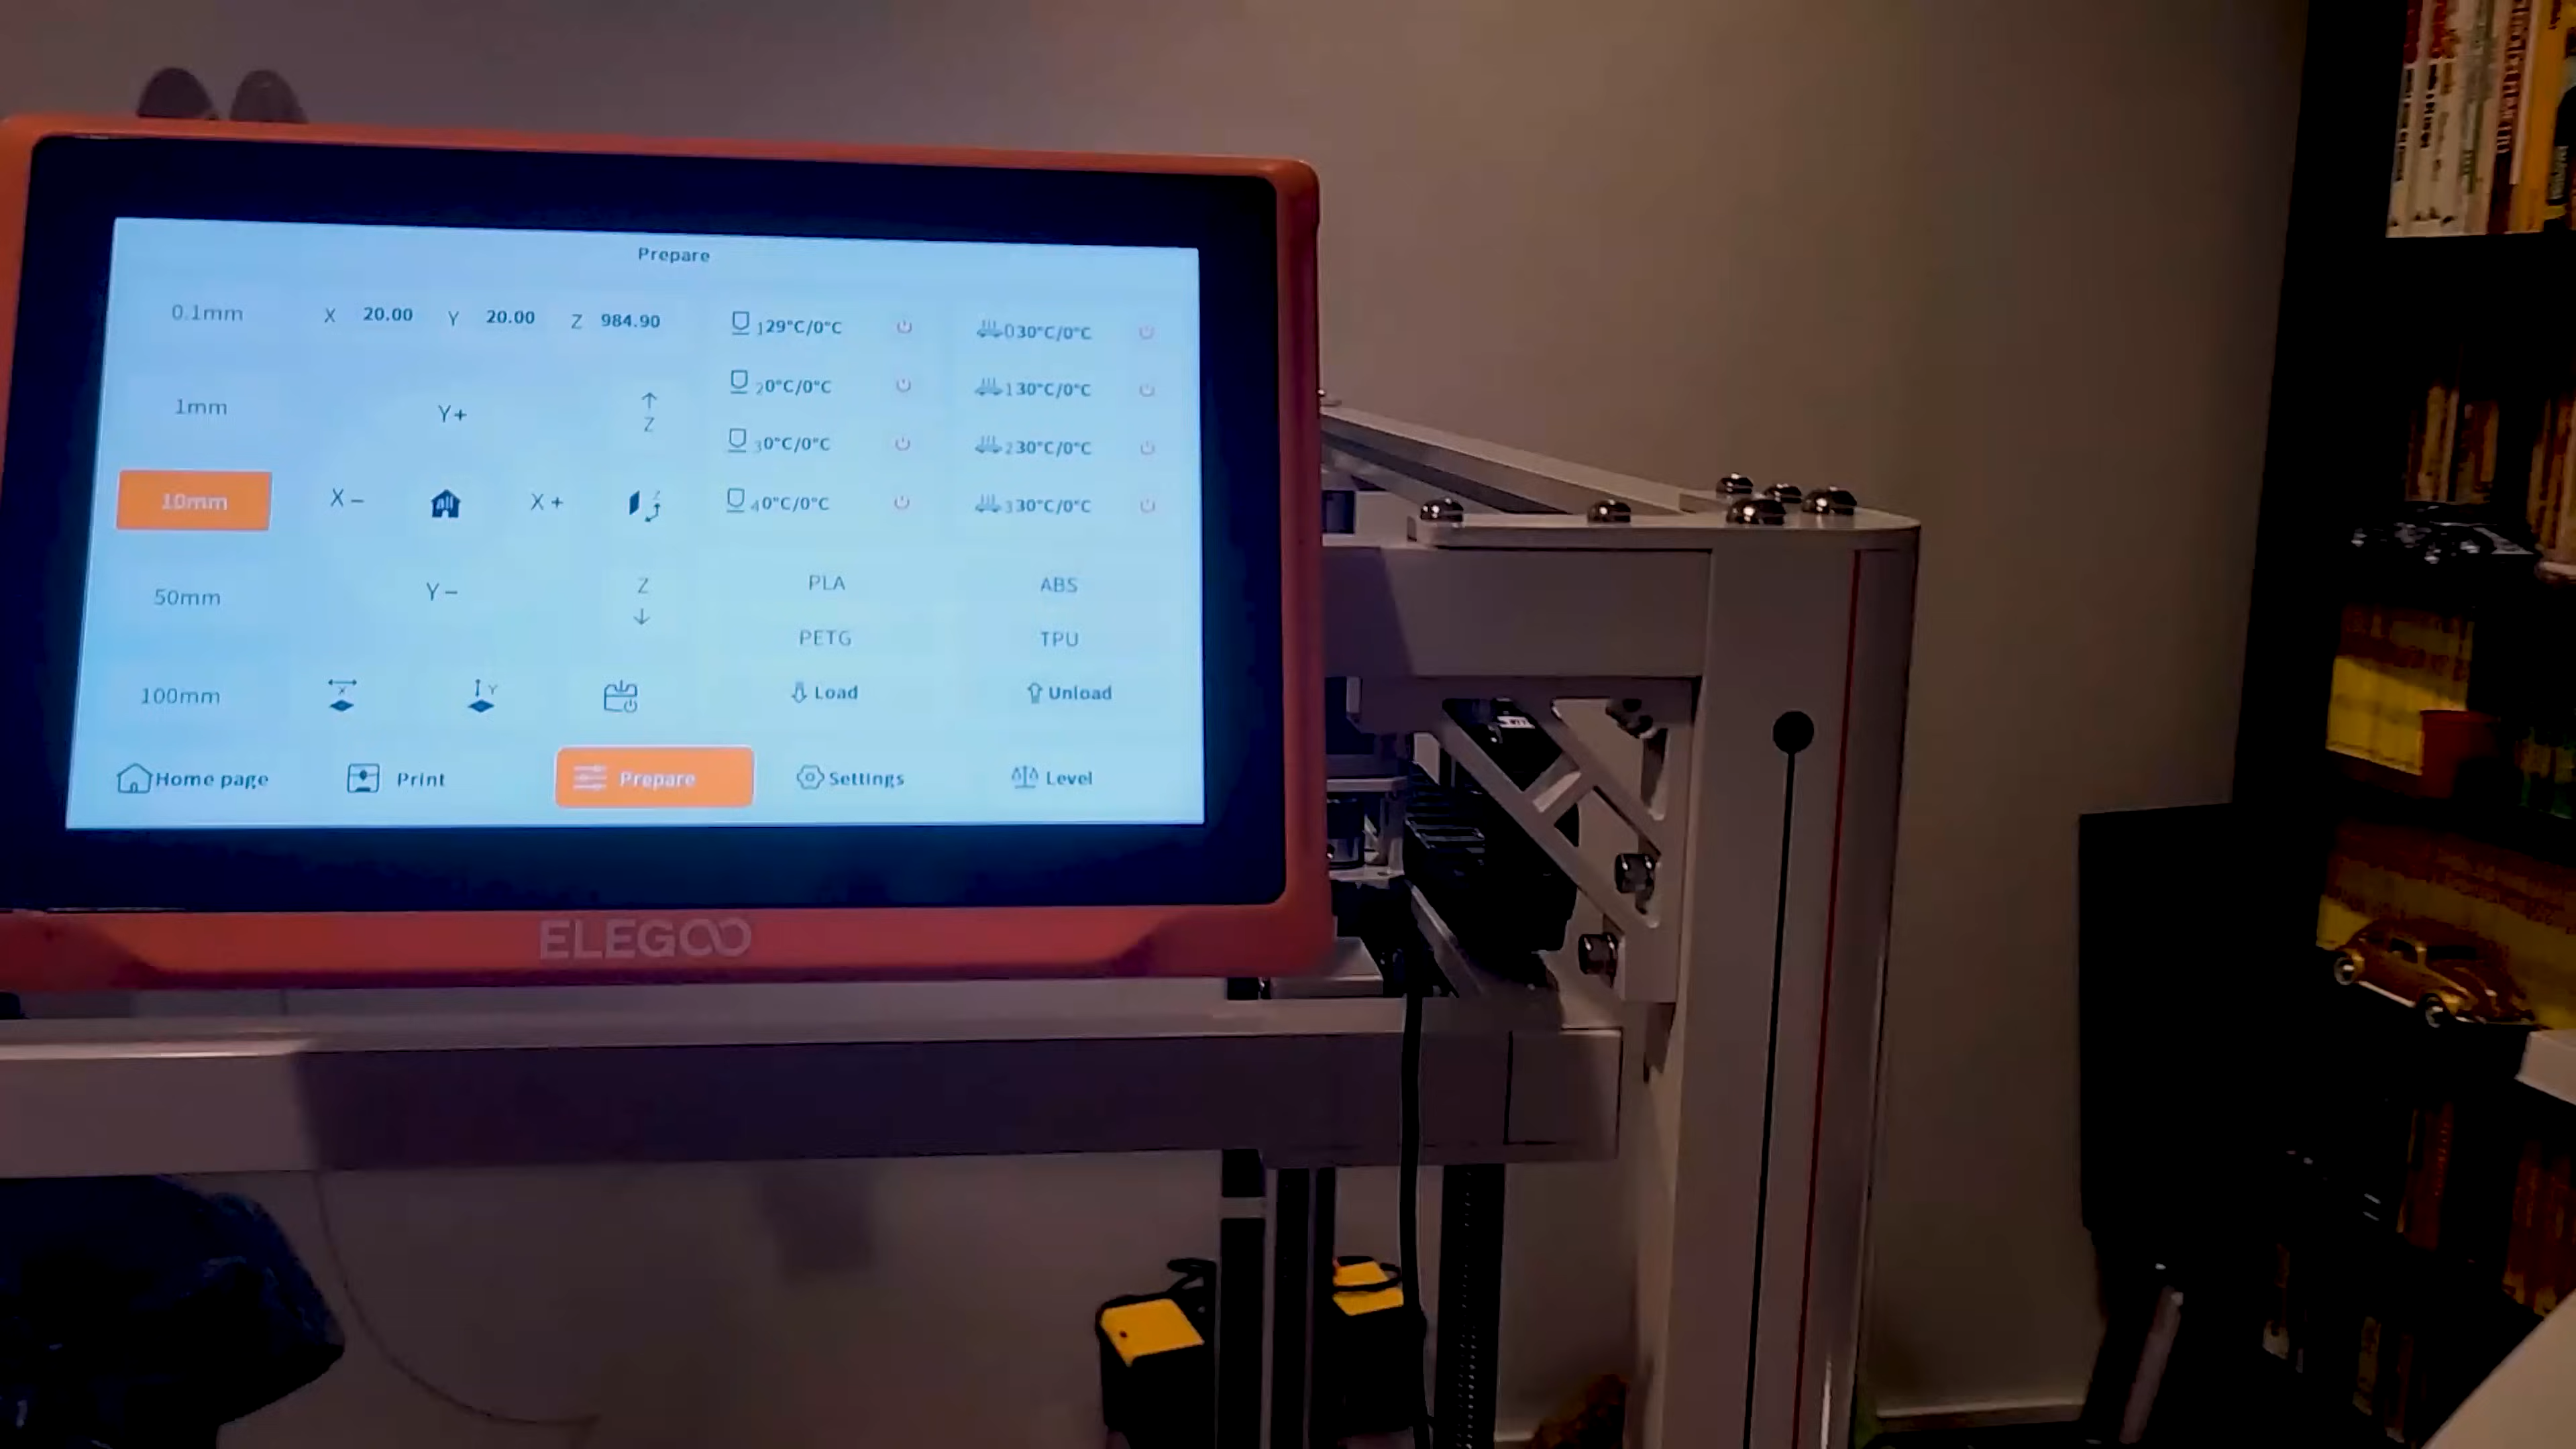 Prepare
0.1mm X 20.00 Y 20.00 Z 984.90 129°C/0°C 030°C/0°C
20°C/0°C 130°C/0°C
1mm Y+ Z
30°C/0°C 230°C/0°C
10mm X- all X+ Z 40°C/0°C 330°C/0°C
50mm Y- Z PLA ABS
PETG TPU
100mm X Y Load Unload
Home page Print Prepare Settings Level
ELEGOO